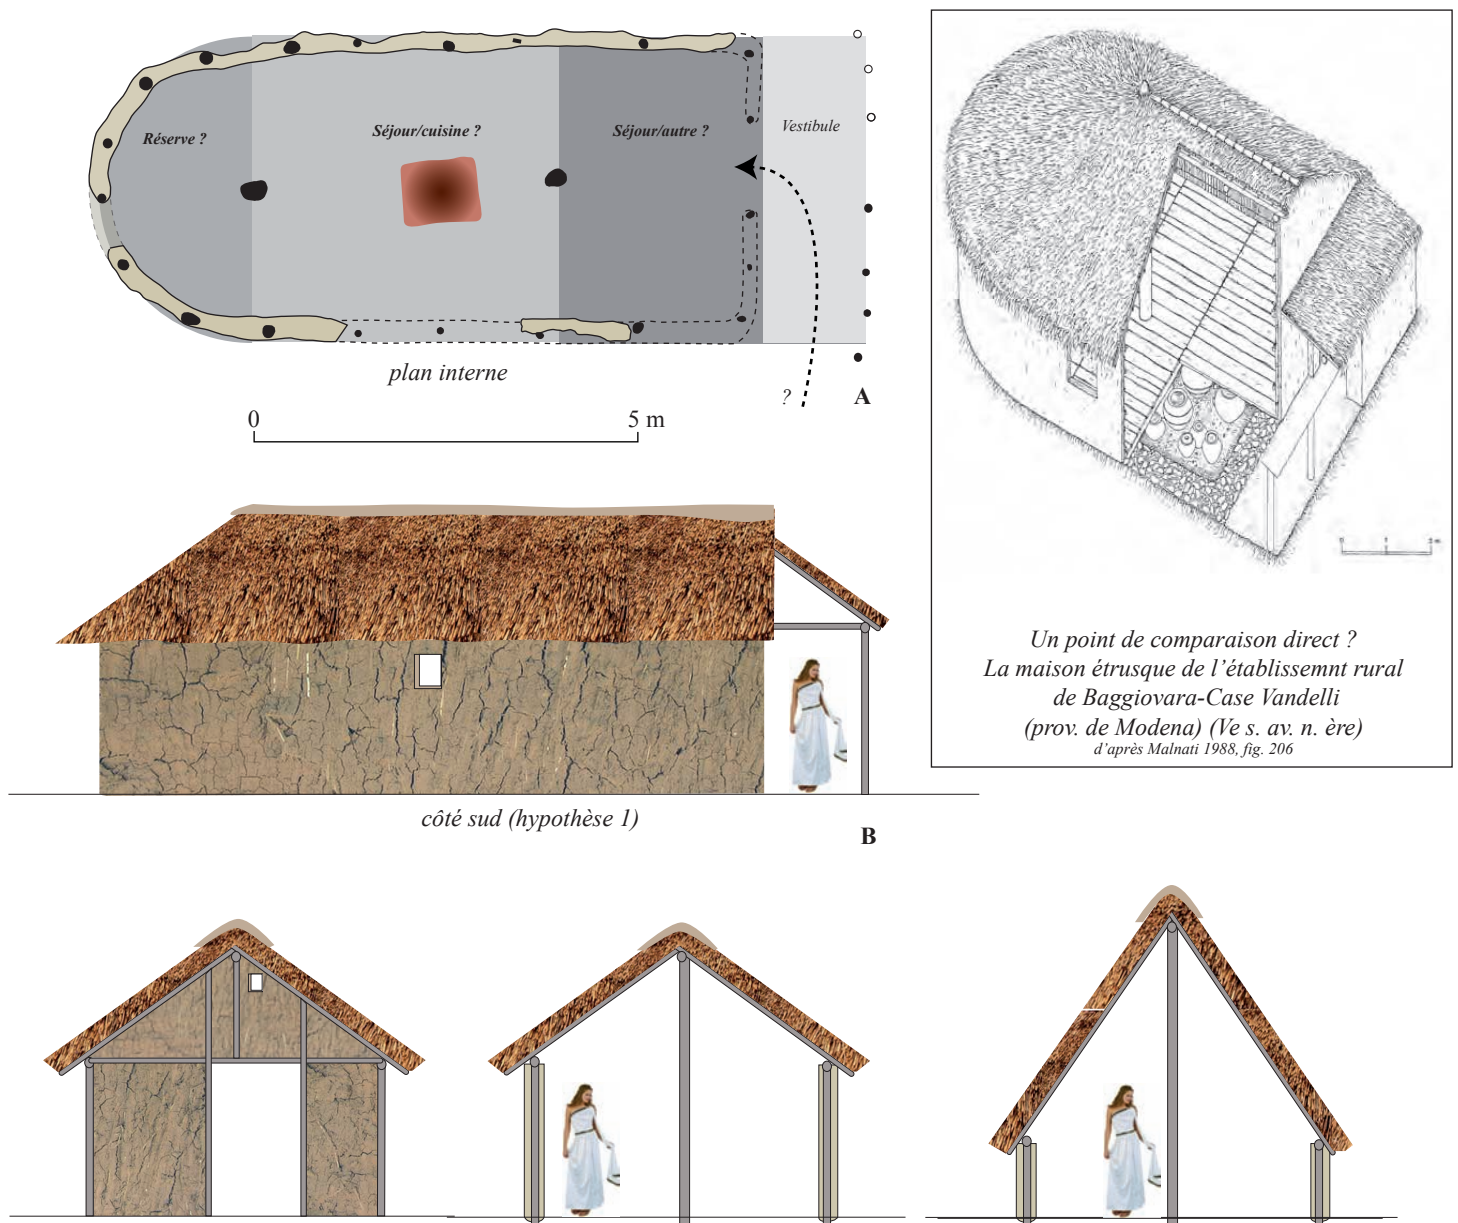 Réserve ?
Séjour/cuisine ?
Séjour/autre ?
Vestibule
plan interne
?
A
0
5 m
côté sud (hypothèse 1)
B
Un point de comparaison direct ?
La maison étrusque de l’établissemnt rural
de Baggiovara-Case Vandelli
(prov. de Modena) (Ve s. av. n. ère)
d’après Malnati 1988, fig. 206